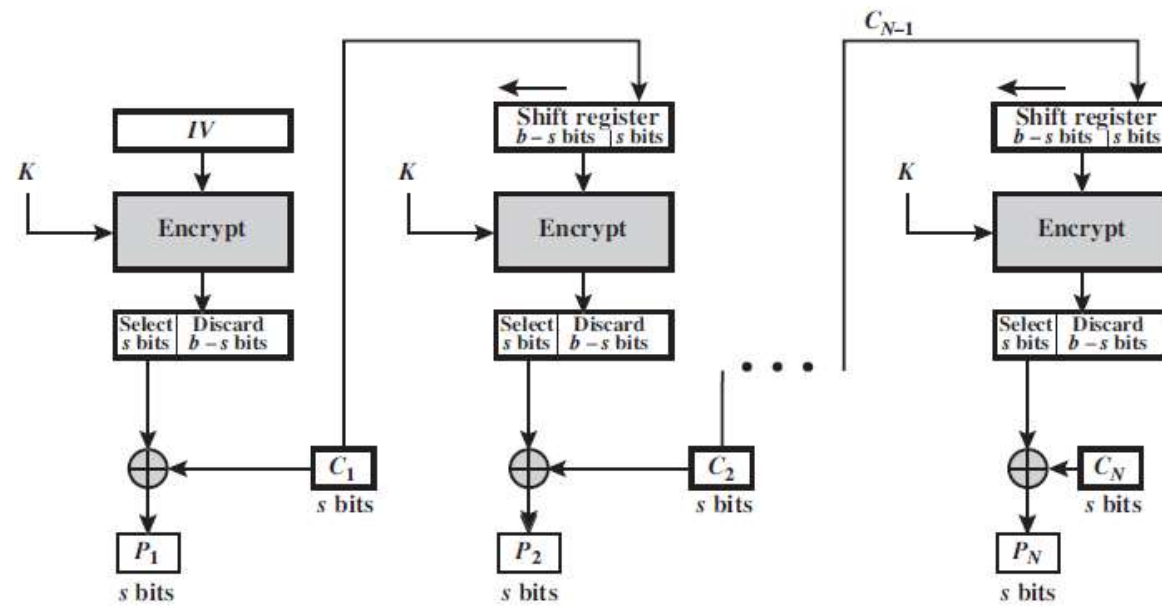 C_{N-1}
IV
Shift register
b – s bits | s bits
Shift register
b – s bits | s bits
K
K
K
Encrypt
Encrypt
Encrypt
Select
s bits
Discard
b – s bits
Select
s bits
Discard
b – s bits
Select
s bits
Discard
b – s bits
C_1
s bits
C_2
s bits
C_N
s bits
P_1
s bits
P_2
s bits
P_N
s bits